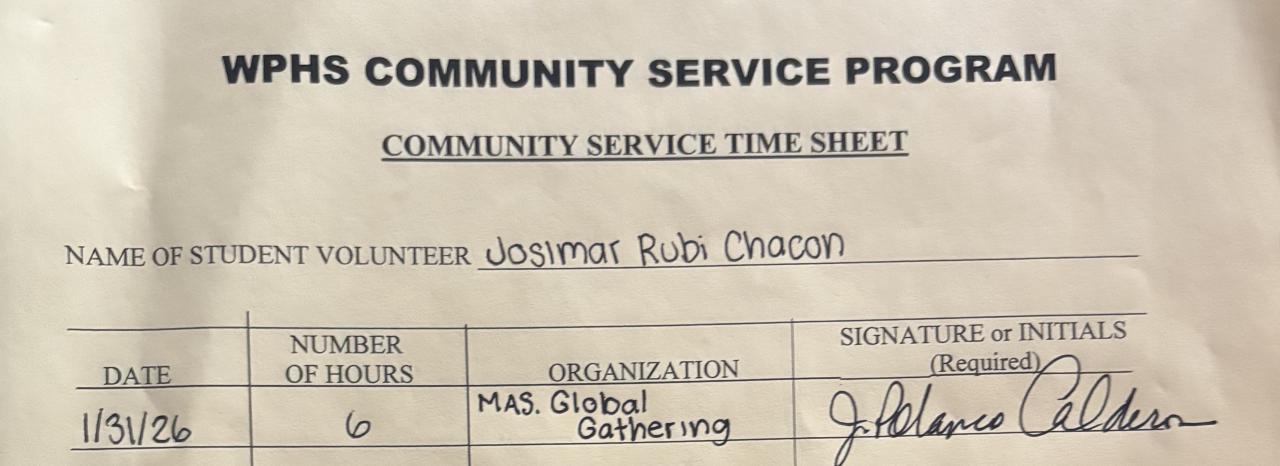 WPHS COMMUNITY SERVICE PROGRAM
COMMUNITY SERVICE TIME SHEET
NAME OF STUDENT VOLUNTEER Josimar Rubi Chacon
DATE NUMBER OF HOURS ORGANIZATION SIGNATURE or INITIALS (Required)
1/31/26 6 MAS. Global Gathering J. Polanco Calderon